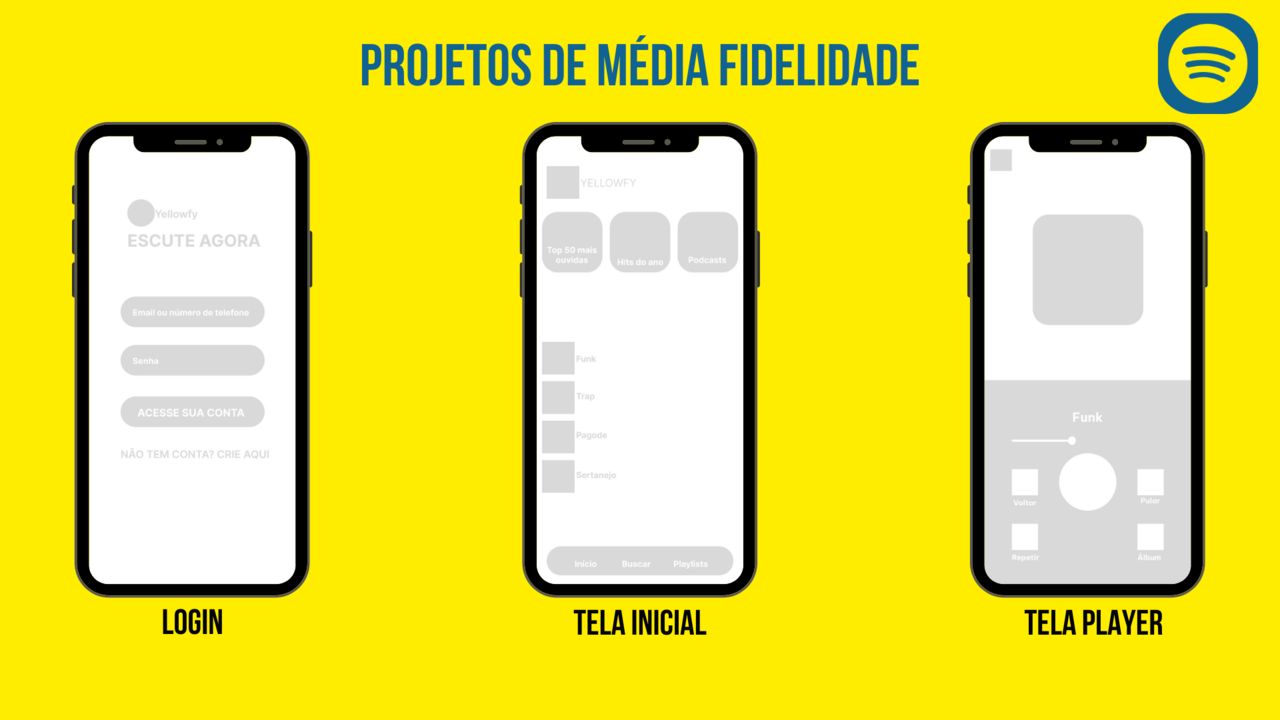 PROJETOS DE MÉDIA FIDELIDADE
Yellowfy
ESCUTE AGORA
Email ou número de telefone
Senha
ACESSE SUA CONTA
NÃO TEM CONTA? CRIE AQUI
LOGIN
YELLOWFY
Top 50 mais
ouvidas
Hits do ano
Podcasts
Funk
Trap
Pagode
Sertanejo
Início
Buscar
Playlists
TELA INICIAL
Funk
Voltar
Pular
Repetir
Álbum
TELA PLAYER